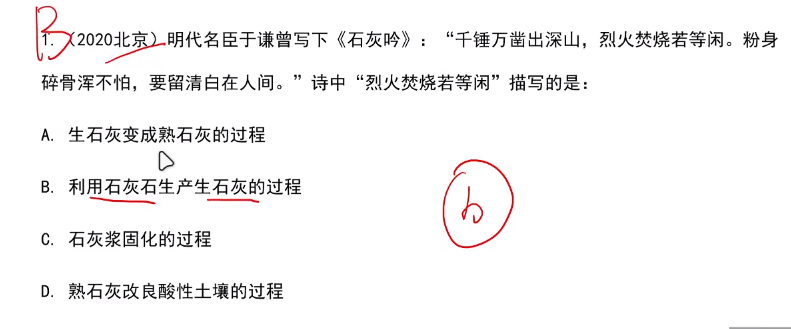 B
1. (2020北京) 明代名臣于谦曾写下《石灰吟》：“千锤万凿出深山，烈火焚烧若等闲。粉身
碎骨浑不怕，要留清白在人间。”诗中“烈火焚烧若等闲”描写的是：
A. 生石灰变成熟石灰的过程
B. 利用石灰石生产生石灰的过程
C. 石灰浆固化的过程
D. 熟石灰改良酸性土壤的过程